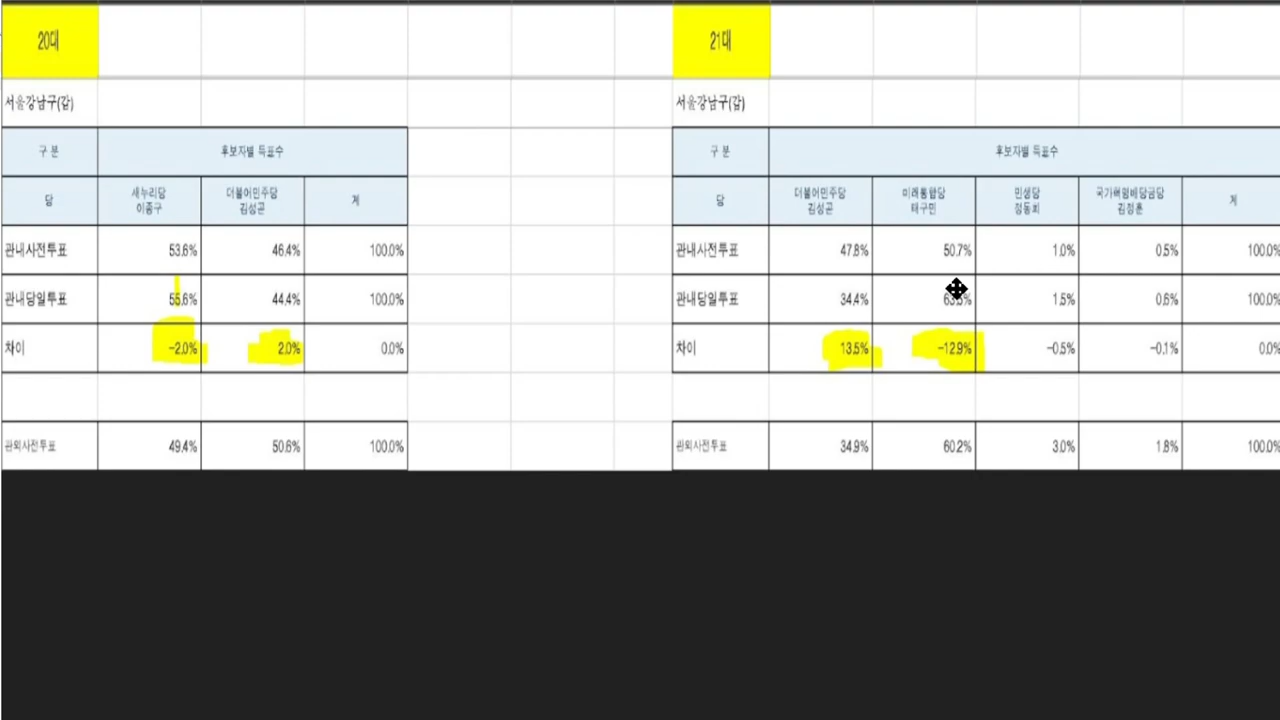 20대
21대
서울강남구(갑)
서울강남구(갑)
구 분
후보자별 득표수
구 분
후보자별 득표수
당
새누리당
이종구
더불어민주당
김성곤
계
당
더불어민주당
김성곤
미래통합당
태구민
민생당
정동희
국가혁명배당금당
김정훈
계
관내사전투표 53.6% 46.4% 100.0%
관내사전투표 47.8% 50.7% 1.0% 0.5% 100.0%
관내당일투표 55.6% 44.4% 100.0%
관내당일투표 34.4% 1.5% 0.6% 100.0%
차이 -2.0% 2.0% 0.0%
차이 13.5% -12.9% -0.5% -0.1% 0.0%
관외사전투표 49.4% 50.6% 100.0%
관외사전투표 34.9% 60.2% 3.0% 1.8% 100.0%